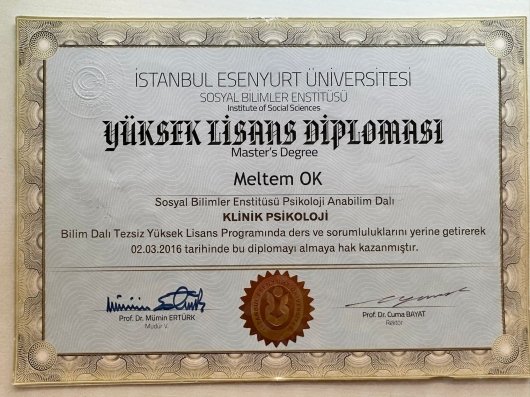 İSTANBUL ESENYURT ÜNİVERSİTESİ
SOSYAL BİLİMLER ENSTİTÜSÜ
Institute of Social Sciences
YÜKSEK LİSANS DİPLOMASI
Master's Degree
Meltem OK
Sosyal Bilimler Enstitüsü Psikoloji Anabilim Dalı
KLİNİK PSİKOLOJİ
Bilim Dalı Tezsiz Yüksek Lisans Programında ders ve sorumluluklarını yerine getirerek
02.03.2016 tarihinde bu diplomayı almaya hak kazanmıştır.
Prof. Dr. Mümin ERTÜRK
Müdür V.
Prof. Dr. Cuma BAYAT
Rektör